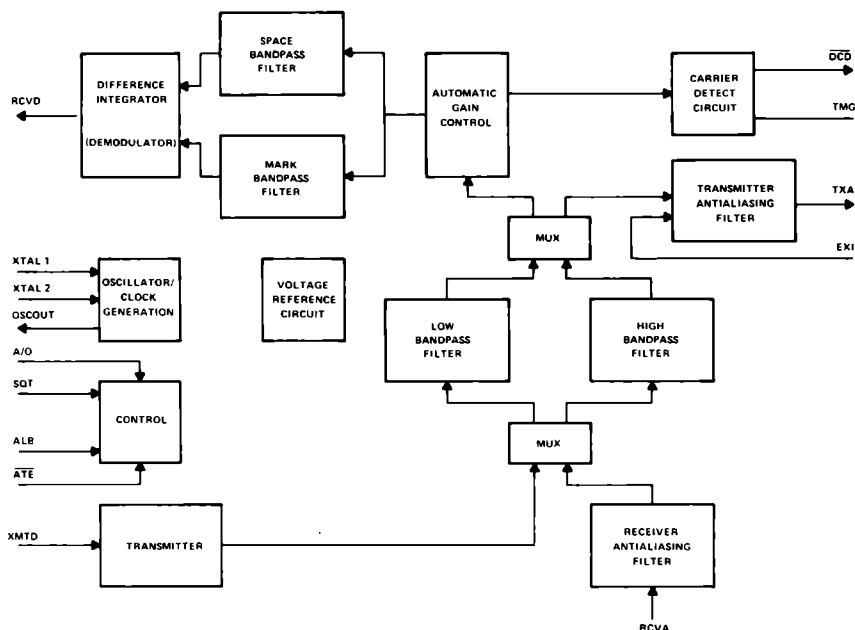 SPACE
BANDPASS
FILTER
DIFFERENCE
INTEGRATOR
(DEMODULATOR)
RCVD
MARK
BANDPASS
FILTER
AUTOMATIC
GAIN
CONTROL
CARRIER
DETECT
CIRCUIT
DCD
TMG
TRANSMITTER
ANTIALIASING
FILTER
TXA
EXI
MUX
XTAL 1
XTAL 2
OSCOUT
OSCILLATOR/
CLOCK
GENERATION
VOLTAGE
REFERENCE
CIRCUIT
LOW
BANDPASS
FILTER
HIGH
BANDPASS
FILTER
A/O
SQT
ALB
ATE
CONTROL
MUX
XMTD
TRANSMITTER
RECEIVER
ANTIALIASING
FILTER
RCVA